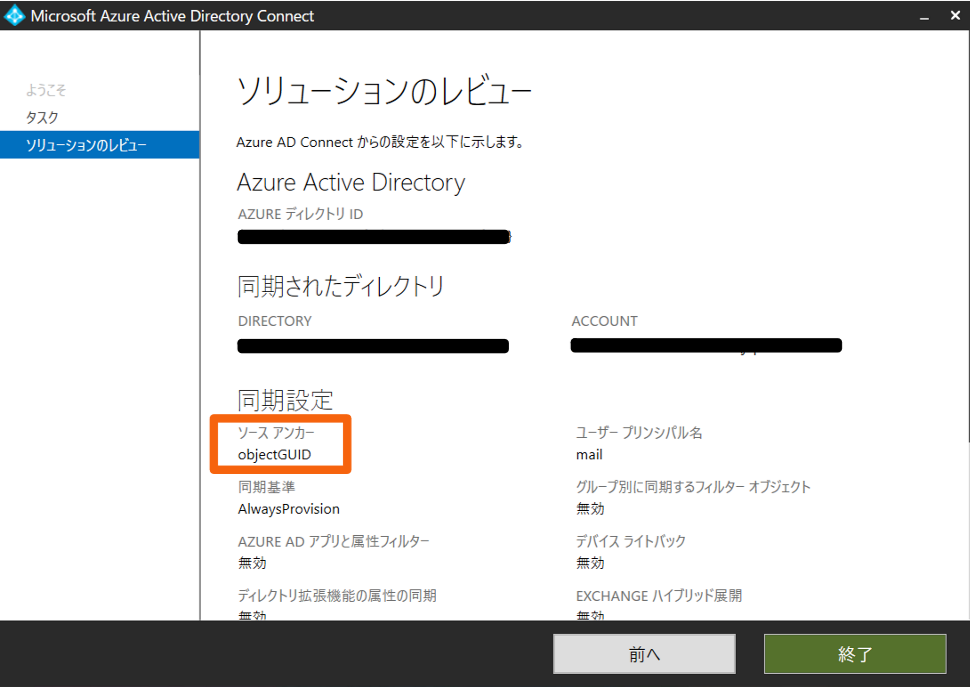 Microsoft Azure Active Directory Connect
ようこそ
タスク
ソリューションのレビュー
ソリューションのレビュー
Azure AD Connect からの設定を以下に示します。
Azure Active Directory
AZURE ディレクトリ ID
同期されたディレクトリ
DIRECTORY
ACCOUNT
同期設定
ソース アンカー
objectGUID
ユーザー プリンシパル名
mail
同期基準
AlwaysProvision
グループ別に同期するフィルター オブジェクト
無効
AZURE AD アプリと属性フィルター
無効
デバイス ライトバック
無効
ディレクトリ拡張機能の属性の同期
無効
EXCHANGE ハイブリッド展開
無効
前へ
終了